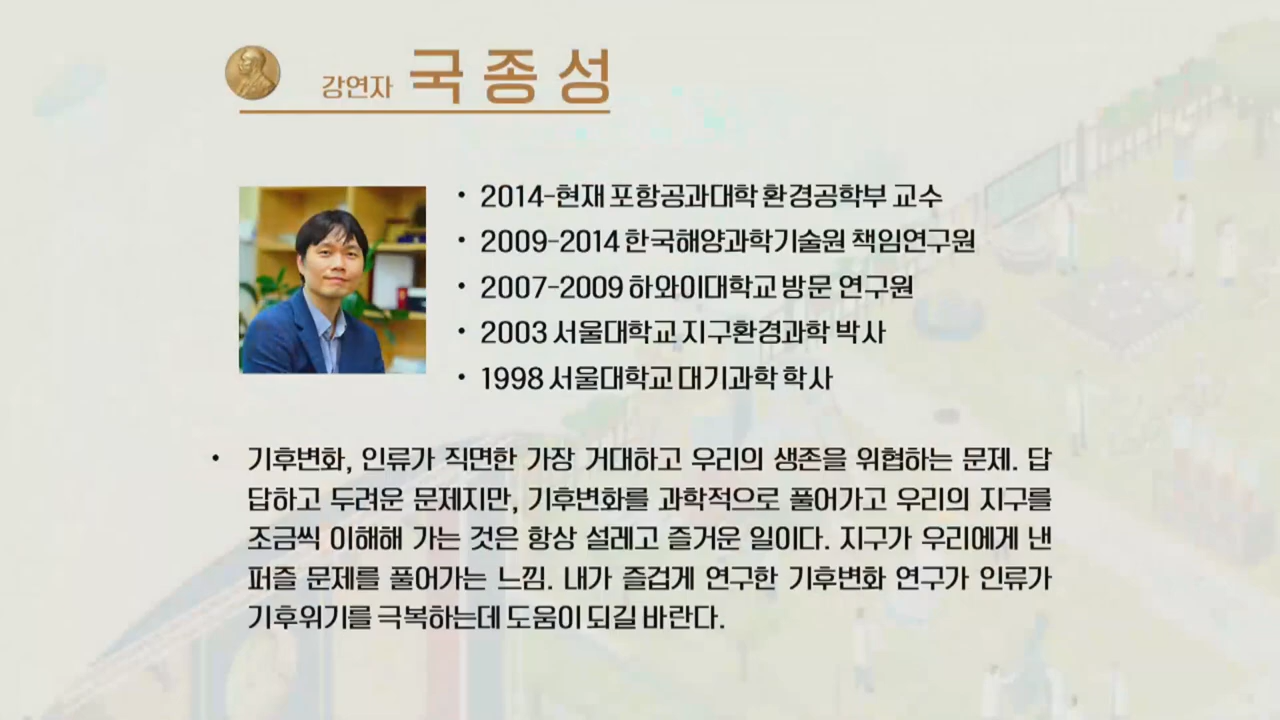 강연자 국종성
• 2014-현재 포항공과대학 환경공학부 교수
• 2009-2014 한국해양과학기술원 책임연구원
• 2007-2009 하와이대학교 방문 연구원
• 2003 서울대학교 지구환경과학 박사
• 1998 서울대학교 대기과학 학사
• 기후변화, 인류가 직면한 가장 거대하고 우리의 생존을 위협하는 문제. 답
답하고 두려운 문제지만, 기후변화를 과학적으로 풀어가고 우리의 지구를
조금씩 이해해 가는 것은 항상 설레고 즐거운 일이다. 지구가 우리에게 낸
퍼즐 문제를 풀어가는 느낌. 내가 즐겁게 연구한 기후변화 연구가 인류가
기후위기를 극복하는데 도움이 되길 바란다.